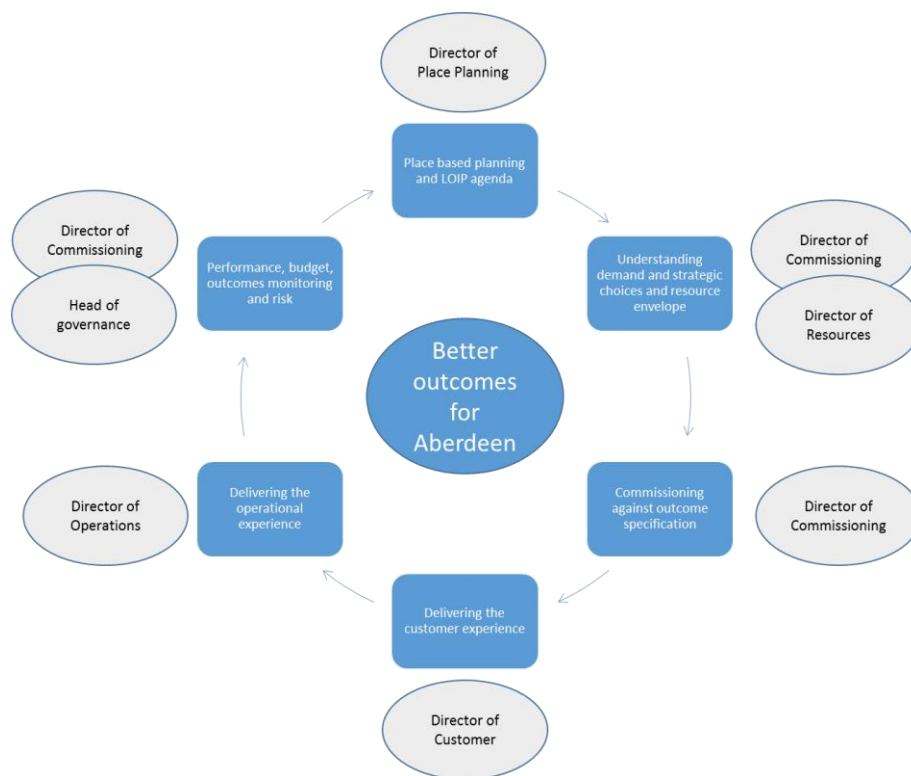 Director of
Place Planning
Place based planning
and LOIP agenda
Director of
Commissioning
Head of
governance
Performance, budget,
outcomes monitoring
and risk
Understanding
demand and strategic
choices and resource
envelope
Director of
Commissioning
Director of
Resources
Better
outcomes
for
Aberdeen
Director of
Operations
Delivering the
operational
experience
Commissioning
against outcome
specification
Director of
Commissioning
Delivering the
customer experience
Director of
Customer